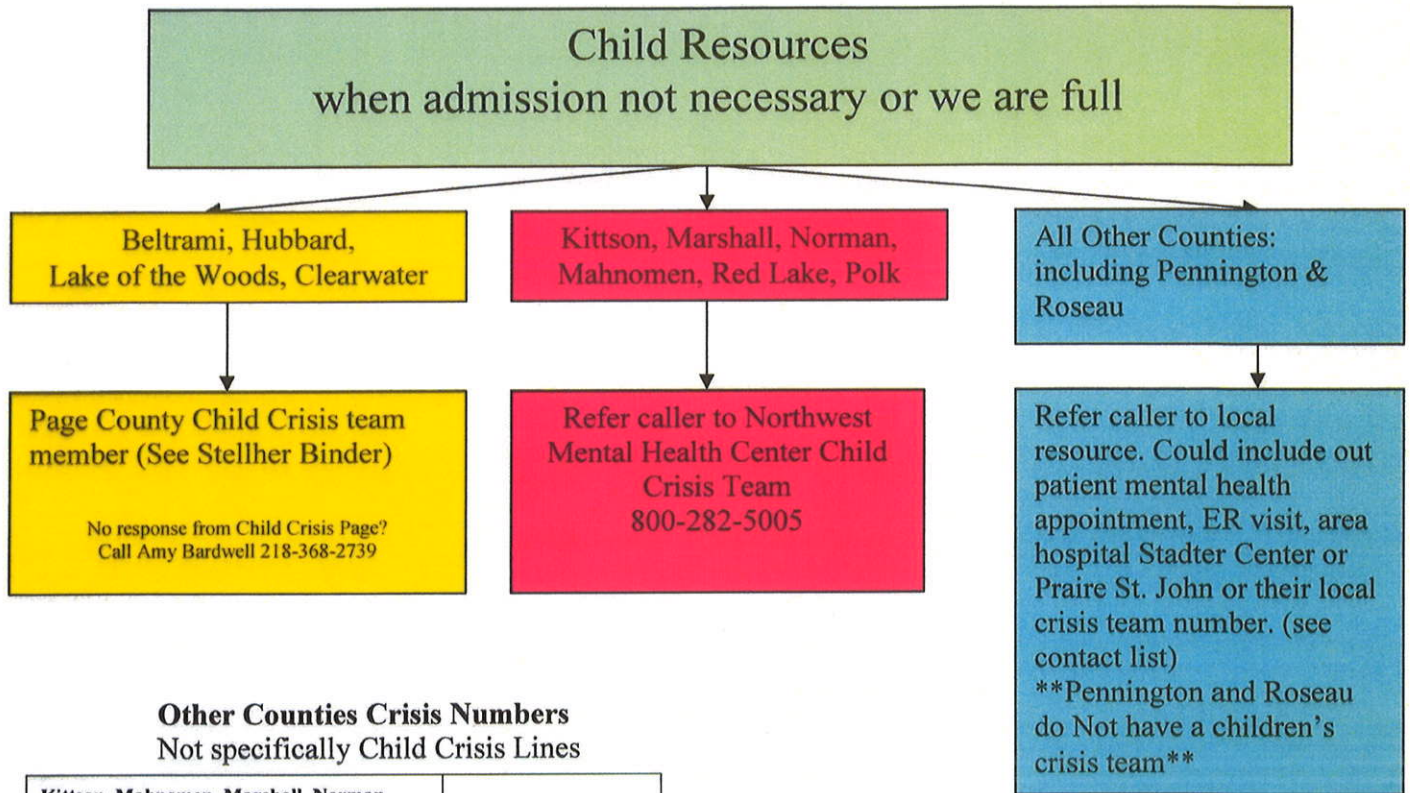 Child Resources
when admission not necessary or we are full
Beltrami, Hubbard,
Lake of the Woods, Clearwater
Kittson, Marshall, Norman,
Mahnomen, Red Lake, Polk
All Other Counties:
including Pennington &
Roseau
Page County Child Crisis team
member (See Stellher Binder)
No response from Child Crisis Page?
Call Amy Bardwell 218-368-2739
Refer caller to Northwest
Mental Health Center Child
Crisis Team
800-282-5005
Refer caller to local
resource. Could include out
patient mental health
appointment, ER visit, area
hospital Stadter Center or
Praire St. John or their local
crisis team number. (see
contact list)
**Pennington and Roseau
do Not have a children's
crisis team**
Other Counties Crisis Numbers
Not specifically Child Crisis Lines
Kittson, Mahnomen, Marshall, Norman